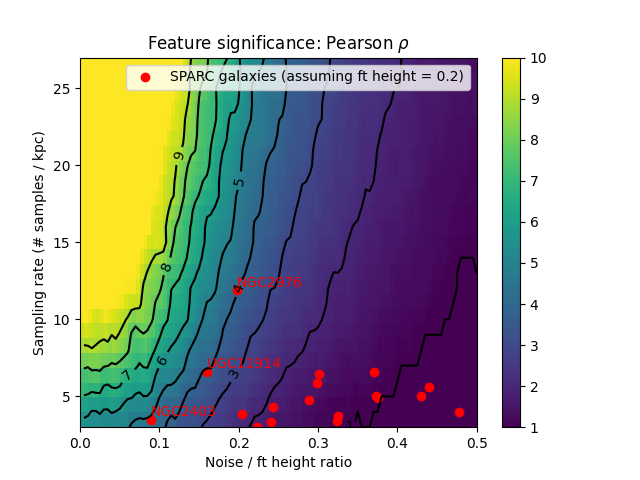 Feature significance: Pearson ρ
SPARC galaxies (assuming ft height = 0.2)
25
20
15
10
5
Sampling rate (# samples / kpc)
0.0 0.1 0.2 0.3 0.4 0.5
Noise / ft height ratio
9
8
7
6
5
4
3
NGC2976
UGC11914
NGC2403
10
9
8
7
6
5
4
3
2
1